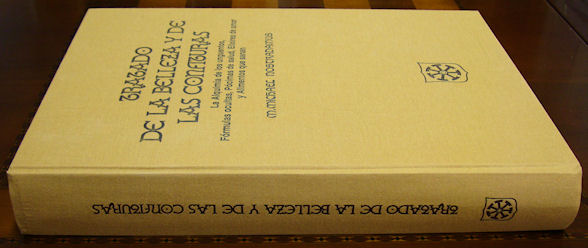 TRATADO
DE LA BELLEZA Y DE
LAS CONFITURAS
La Alquimia de los ungüentos,
Fórmulas ocultas, Pócimas de salud, Elixires de amor
y Alimentos que sanan
M. MICHAEL NOSTRADAMUS
TRATADO DE LA BELLEZA Y DE LAS CONFITURAS